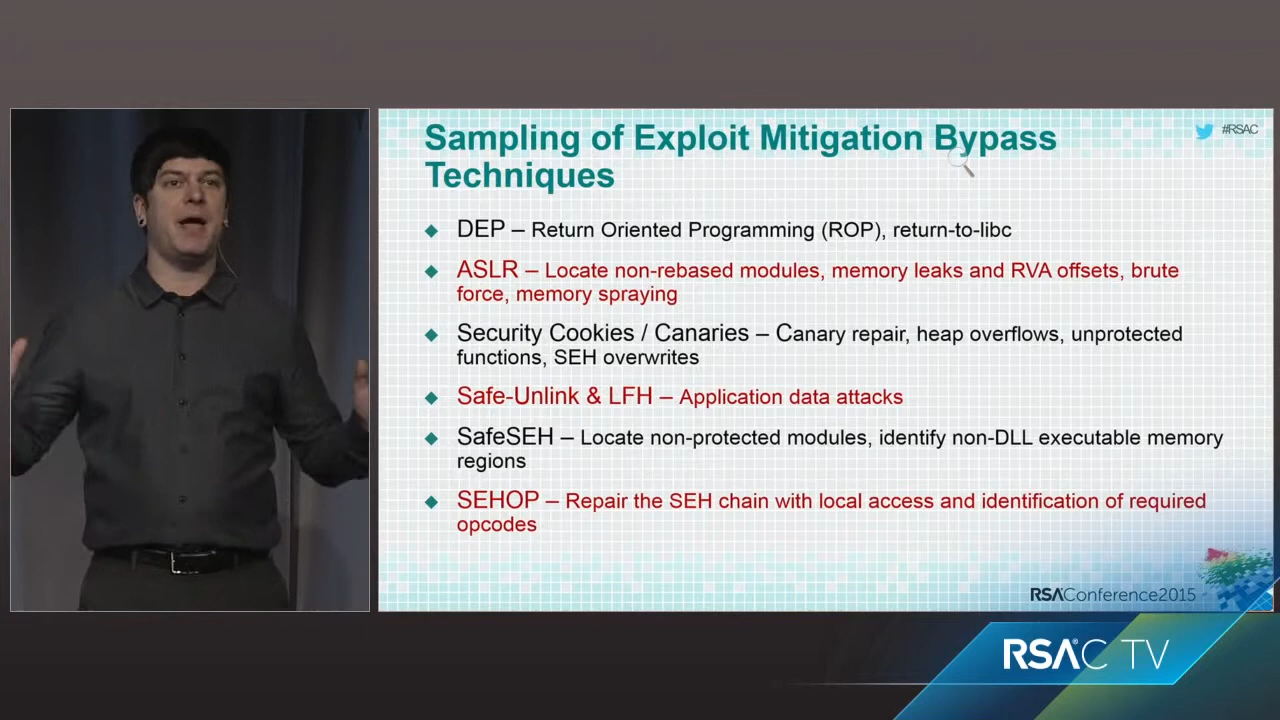 Sampling of Exploit Mitigation Bypass
Techniques
#RSAC
DEP – Return Oriented Programming (ROP), return-to-libc
ASLR – Locate non-rebased modules, memory leaks and RVA offsets, brute
force, memory spraying
Security Cookies / Canaries – Canary repair, heap overflows, unprotected
functions, SEH overwrites
Safe-Unlink & LFH – Application data attacks
SafeSEH – Locate non-protected modules, identify non-DLL executable memory
regions
SEHOP – Repair the SEH chain with local access and identification of required
opcodes
RSAConference2015
RSA®C TV